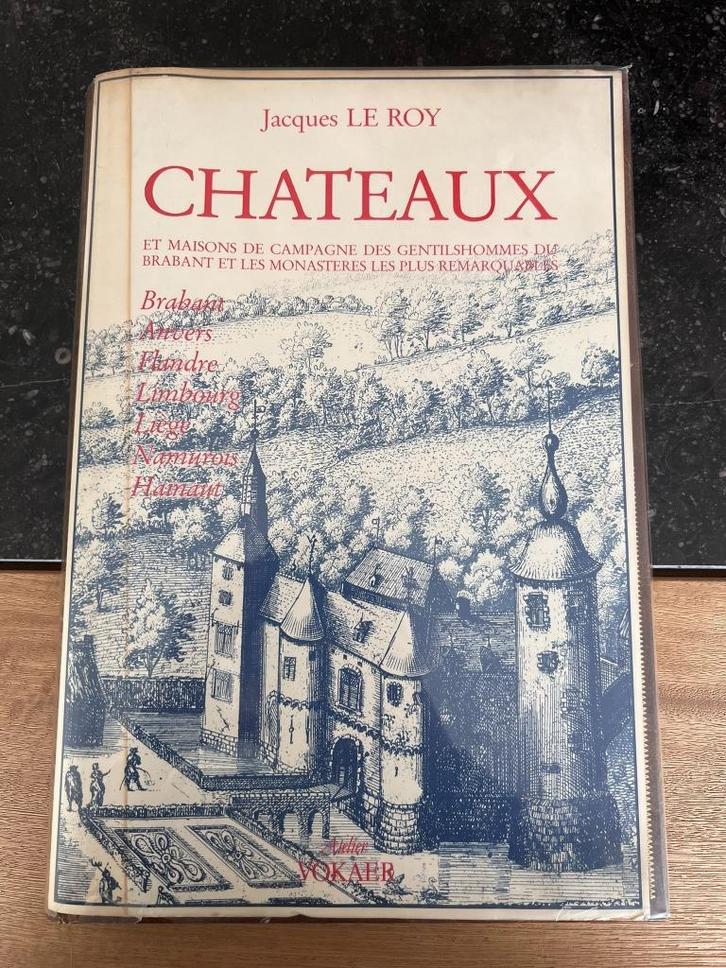 Jacques LE ROY
CHATEAUX
ET MAISONS DE CAMPAGNE DES GENTILSHOMMES DU
BRABANT ET LES MONASTERES LES PLUS REMARQUABLES
Brabant
Anvers
Flandre
Limbourg
Liège
Namurois
Hainaut
Atelier
VOKAER